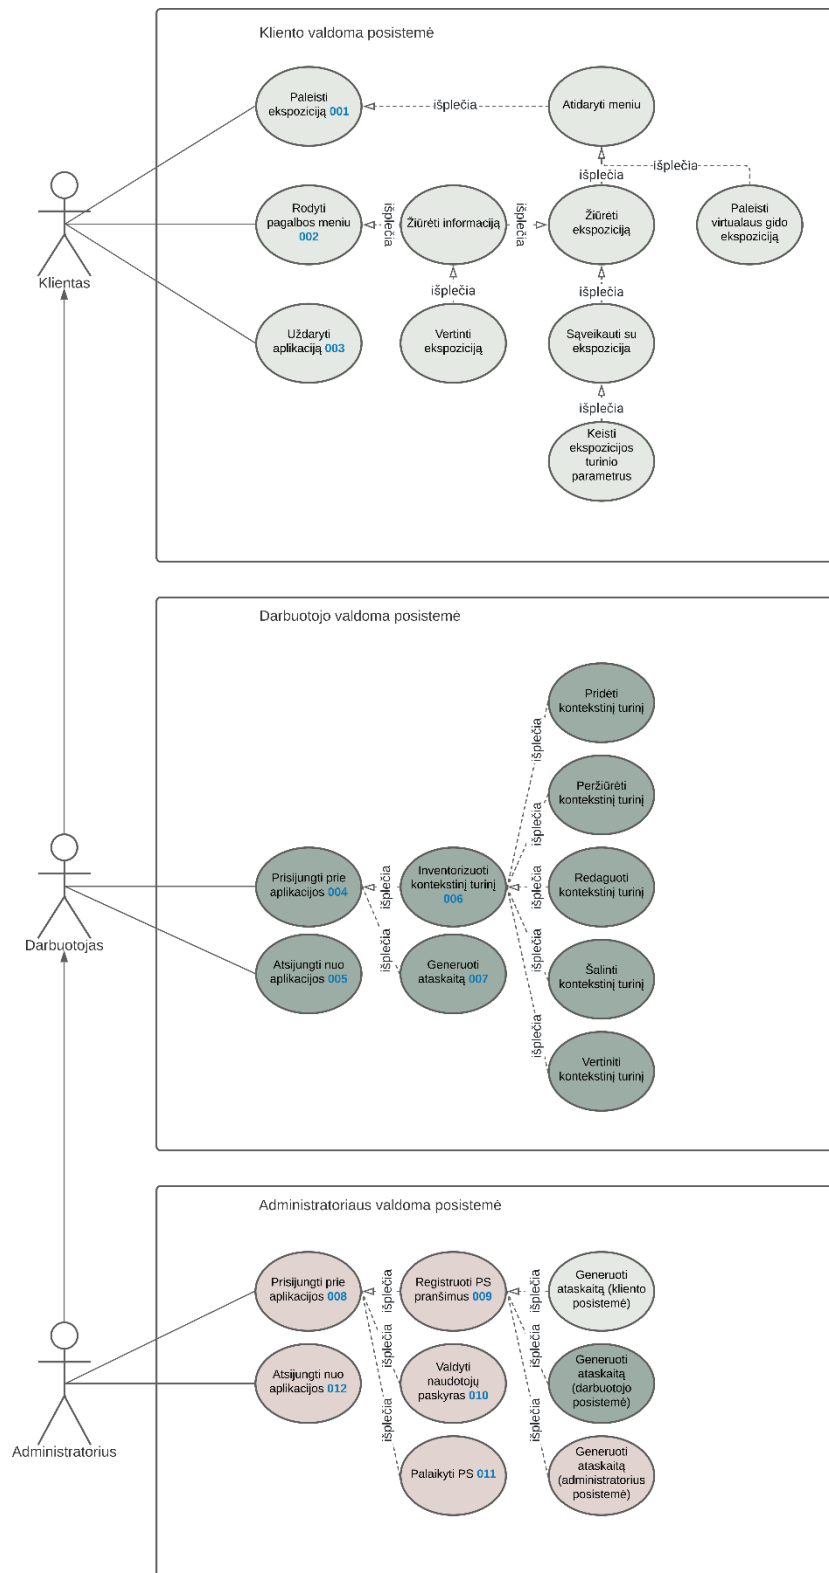 Kliento valdoma posistemė
Paleisti
ekspoziciją 001
išplečia
Atidaryti meniu
išplečia
išplečia
Rodyti
pagalbos meniu
002
išplečia
Žiūrėti informaciją
išplečia
Žiūrėti
ekspoziciją
Paleisti
virtualaus gido
ekspoziciją
Klientas
išplečia
išplečia
Uždaryti
aplikaciją 003
Vertinti
ekspoziciją
Sąveikauti su
ekspozicija
išplečia
Keisti
ekspozicijos
turinio
parametrus
Darbuotojo valdoma posistemė
Pridėti
kontekstinį turinį
išplečia
Peržiūrėti
kontekstinį turinį
išplečia
Prisijungti prie
aplikacijos 004
išplečia
Inventorizuoti
kontekstinį turinį
006
išplečia
Redaguoti
kontekstinį turinį
Darbuotojas
Atsijungti nuo
aplikacijos 005
išplečia
Generuoti
ataskaitą 007
išplečia
Šalinti
kontekstinį turinį
išplečia
Vertiniti
kontekstinį turinį
Administratoriaus valdoma posistemė
Prisijungti prie
aplikacijos 008
išplečia
Registruoti PS
pranšimus 009
išplečia
Generuoti
ataskaitą (kliento
posistemė)
Atsijungti nuo
aplikacijos 012
išplečia
Valdyti
naudotojų
paskyras 010
išplečia
Generuoti
ataskaitą
(darbuotojo
posistemė)
Administratorius
išplečia
Palaikyti PS 011
išplečia
Generuoti
ataskaitą
(administratorius
posistemė)